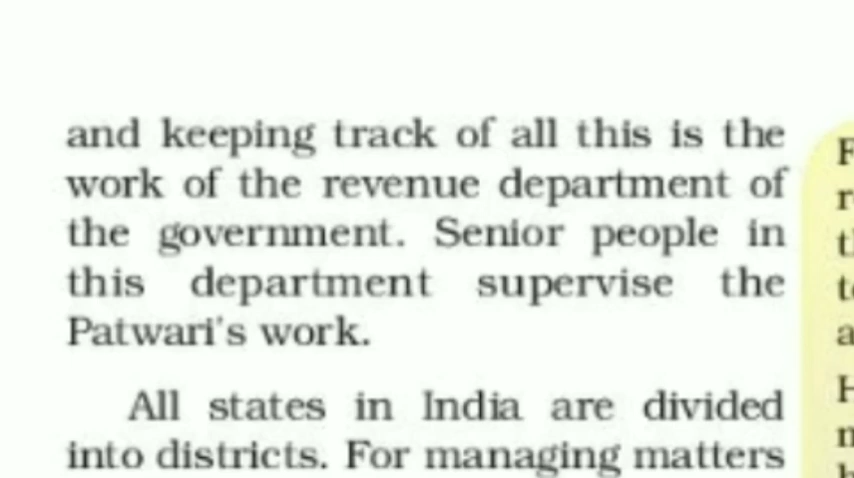 and keeping track of all this is the
work of the revenue department of
the government. Senior people in
this department supervise the
Patwari's work.
All states in India are divided
into districts. For managing matters